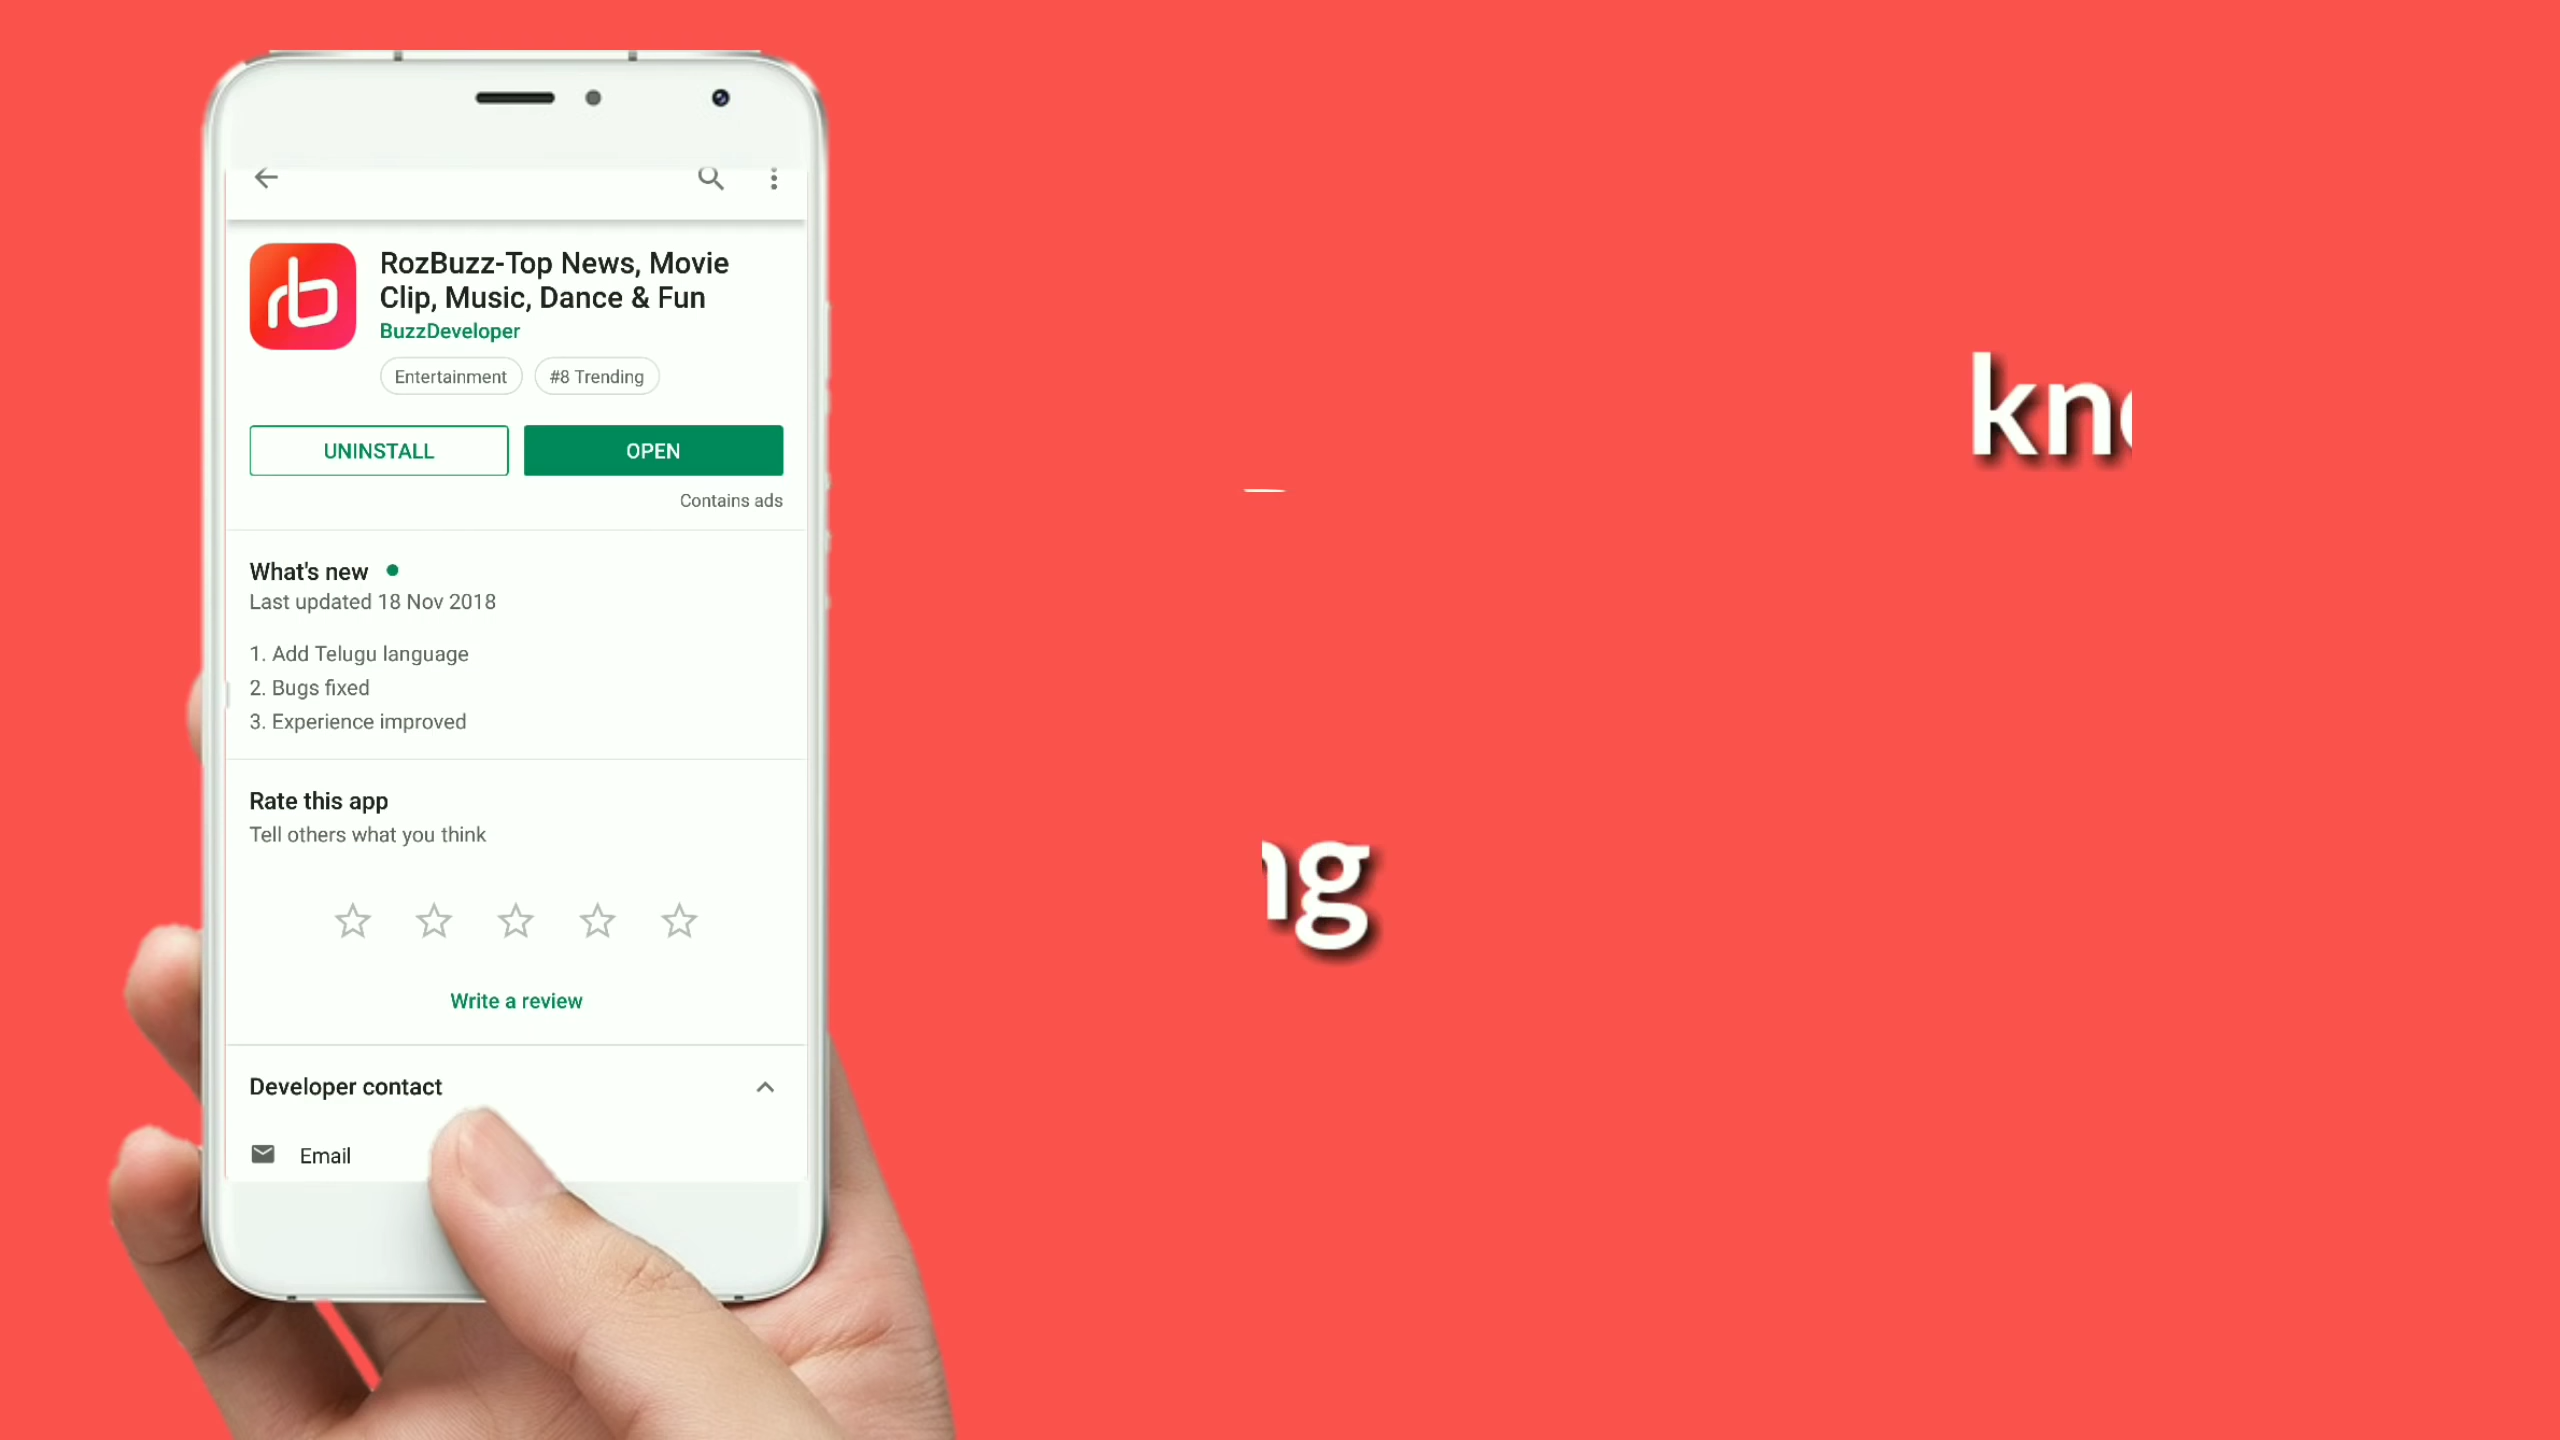 RozBuzz-Top News, Movie
Clip, Music, Dance & Fun
BuzzDeveloper
Entertainment
#8 Trending
UNINSTALL
OPEN
Contains ads
What's new
Last updated 18 Nov 2018
1. Add Telugu language
2. Bugs fixed
3. Experience improved
Rate this app
Tell others what you think
Write a review
Developer contact
Email